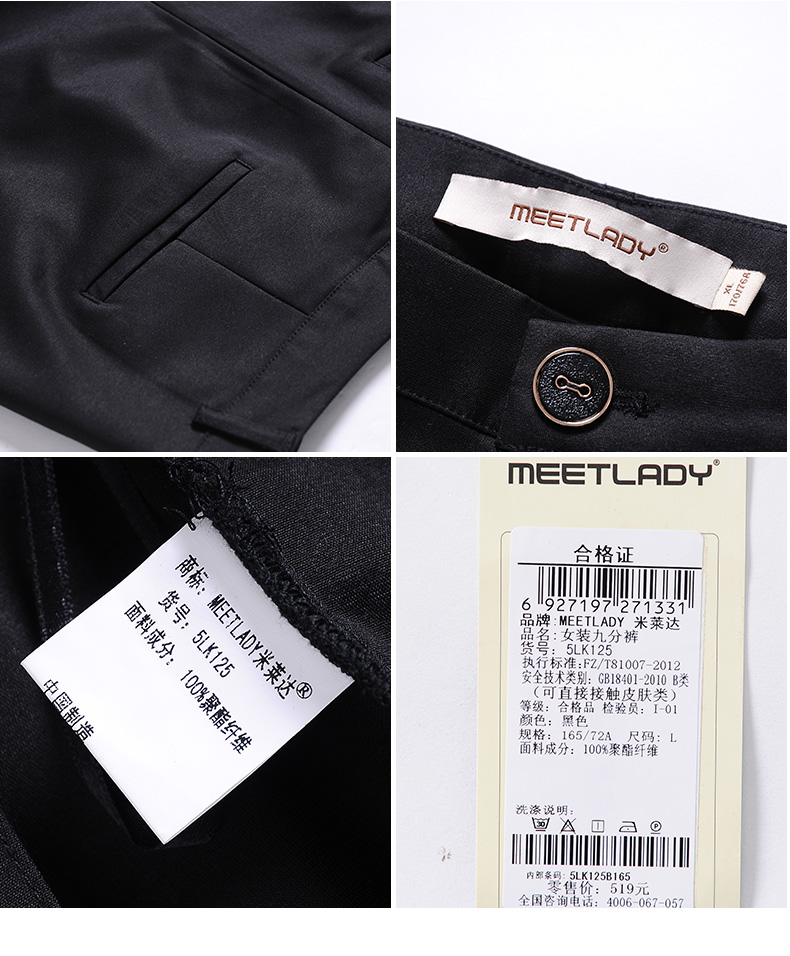 MEETLADY®
XL
170/76A
商标: MEETLADY米莱达®
货号: 5LK125
面料成分: 100%聚酯纤维
中国制造
MEETLADY®
合格证
6 927197 271331
品牌: MEETLADY 米莱达
品名: 女装九分裤
货号: 5LK125
执行标准: FZ/T81007-2012
安全技术类别: GB18401-2010 B类
(可直接接触皮肤类)
等级: 合格品 检验员: I-01
颜色: 黑色
规格: 165/72A 尺码: L
面料成分: 100%聚酯纤维
洗涤说明:
30 P
内部条码: 5LK125B165
零售价: 519元
全国咨询电话: 4006-067-057